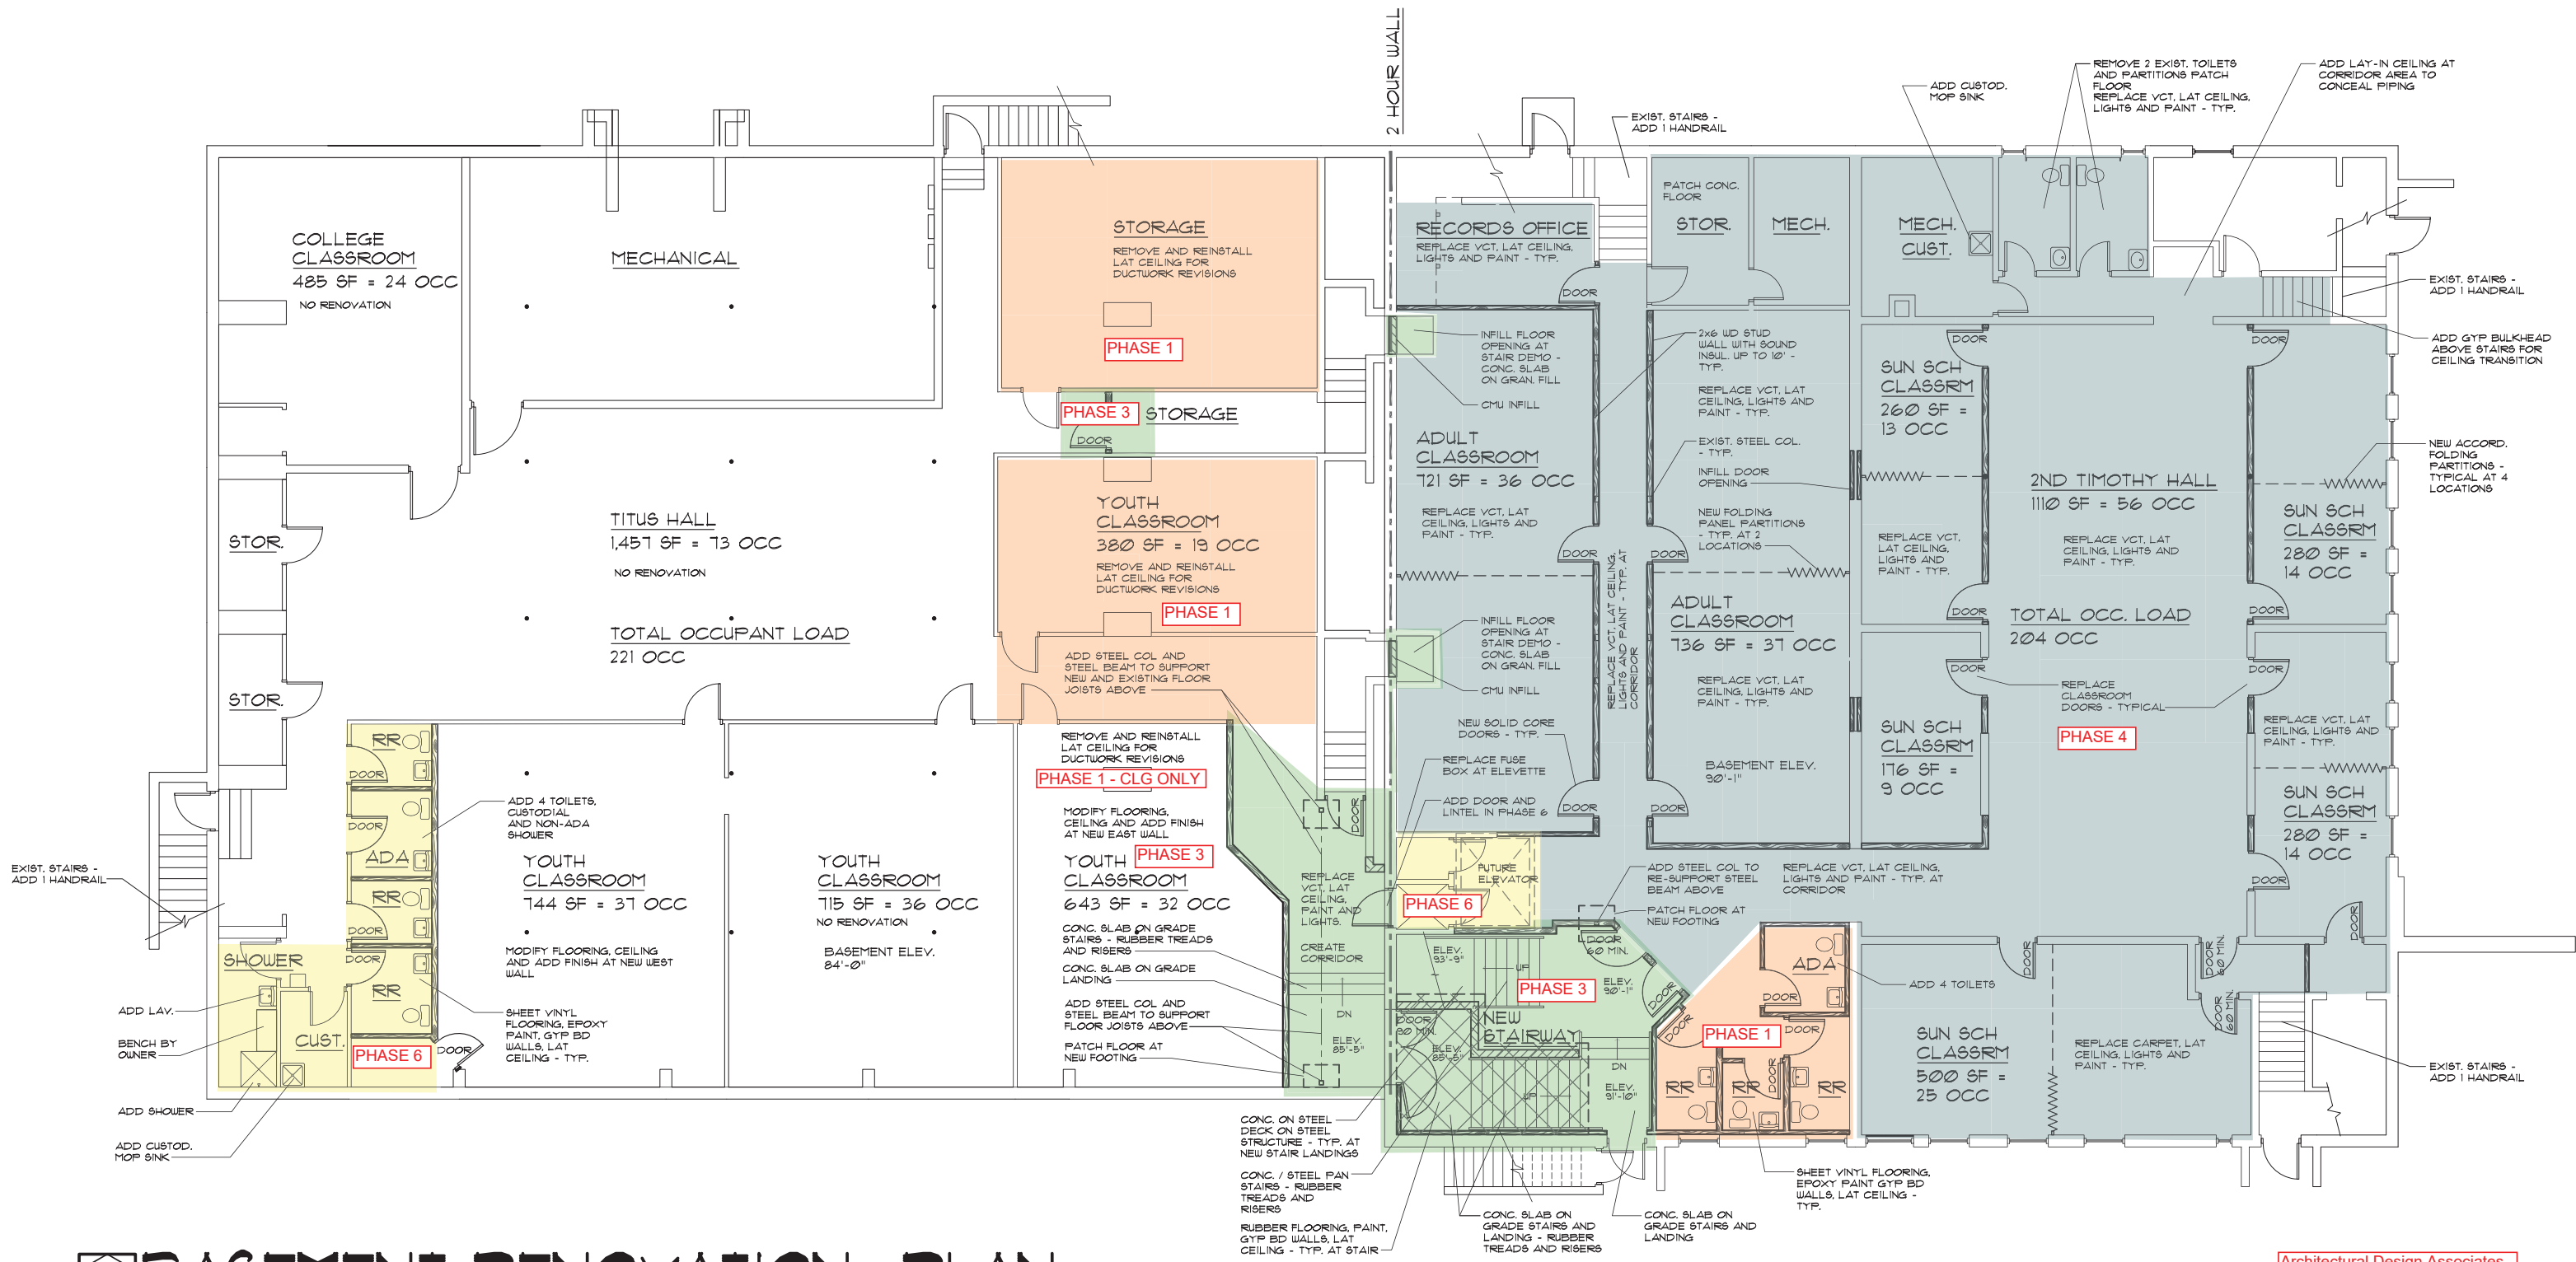 2 HOUR WALL
EXIST. STAIRS -
ADD 1 HANDRAIL
ADD CUSTOD.
MOP SINK
REMOVE 2 EXIST. TOILETS
AND PARTITIONS PATCH
FLOOR
REPLACE VCT, LAT CEILING,
LIGHTS AND PAINT - TYP.
ADD LAY-IN CEILING AT
CORRIDOR AREA TO
CONCEAL PIPING
COLLEGE
CLASSROOM
485 SF = 24 OCC
NO RENOVATION
MECHANICAL
STORAGE
REMOVE AND REINSTALL
LAT CEILING FOR
DUCTWORK REVISIONS
PHASE 1
PHASE 3
STORAGE
DOOR
RECORDS OFFICE
REPLACE VCT, LAT CEILING,
LIGHTS AND PAINT - TYP.
DOOR
PATCH CONC.
FLOOR
STOR.
MECH.
MECH.
CUST.
EXIST. STAIRS -
ADD 1 HANDRAIL
ADD GYP BULKHEAD
ABOVE STAIRS FOR
CEILING TRANSITION
NEW ACCORD.
FOLDING
PARTITIONS -
TYPICAL AT 4
LOCATIONS
INFILL FLOOR
OPENING AT
STAIR DEMO -
CONC. SLAB
ON GRAN. FILL
CMU INFILL
ADULT
CLASSROOM
721 SF = 36 OCC
REPLACE VCT, LAT
CEILING, LIGHTS AND
PAINT - TYP.
2x6 WD STUD
WALL WITH SOUND
INSUL. UP TO 10' -
TYP.
REPLACE VCT, LAT
CEILING, LIGHTS AND
PAINT - TYP.
EXIST. STEEL COL.
- TYP.
INFILL DOOR
OPENING
NEW FOLDING
PANEL PARTITIONS
- TYP. AT 2
LOCATIONS
DOOR
DOOR
REPLACE VCT, LAT CEILING,
LIGHTS AND PAINT - TYP. AT
CORRIDOR
DOOR
DOOR
SUN SCH
CLASSRM
260 SF =
13 OCC
REPLACE VCT,
LAT CEILING,
LIGHTS AND
PAINT - TYP.
2ND TIMOTHY HALL
1110 SF = 56 OCC
REPLACE VCT, LAT
CEILING, LIGHTS AND
PAINT - TYP.
TOTAL OCC. LOAD
204 OCC
SUN SCH
CLASSRM
280 SF =
14 OCC
DOOR
DOOR
TITUS HALL
1,457 SF = 73 OCC
NO RENOVATION
TOTAL OCCUPANT LOAD
221 OCC
STOR.
STOR.
YOUTH
CLASSROOM
380 SF = 19 OCC
REMOVE AND REINSTALL
LAT CEILING FOR
DUCTWORK REVISIONS
PHASE 1
ADD STEEL COL AND
STEEL BEAM TO SUPPORT
NEW AND EXISTING FLOOR
JOISTS ABOVE
INFILL FLOOR
OPENING AT
STAIR DEMO -
CONC. SLAB
ON GRAN. FILL
CMU INFILL
NEW SOLID CORE
DOORS - TYP.
REPLACE FUSE
BOX AT ELEVETTE
ADD DOOR AND
LINTEL IN PHASE 6
DOOR
DOOR
ADULT
CLASSROOM
736 SF = 37 OCC
REPLACE VCT, LAT
CEILING, LIGHTS AND
PAINT - TYP.
BASEMENT ELEV.
90'-1"
DOOR
DOOR
REPLACE
CLASSROOM
DOORS - TYPICAL
PHASE 4
SUN SCH
CLASSRM
176 SF =
9 OCC
REPLACE VCT, LAT
CEILING, LIGHTS AND
PAINT - TYP.
SUN SCH
CLASSRM
280 SF =
14 OCC
DOOR
REMOVE AND REINSTALL
LAT CEILING FOR
DUCTWORK REVISIONS
PHASE 1 - CLG ONLY
MODIFY FLOORING,
CEILING AND ADD FINISH
AT NEW EAST WALL
PHASE 3
YOUTH
CLASSROOM
643 SF = 32 OCC
CONC. SLAB ON GRADE
STAIRS - RUBBER TREADS
AND RISERS
CONC. SLAB ON GRADE
LANDING
ADD STEEL COL AND
STEEL BEAM TO SUPPORT
FLOOR JOISTS ABOVE
PATCH FLOOR AT
NEW FOOTING
RR
DOOR
DOOR
ADA
RR
DOOR
DOOR
RR
ADD 4 TOILETS,
CUSTODIAL
AND NON-ADA
SHOWER
EXIST. STAIRS -
ADD 1 HANDRAIL
YOUTH
CLASSROOM
744 SF = 37 OCC
MODIFY FLOORING, CEILING
AND ADD FINISH AT NEW WEST
WALL
SHEET VINYL
FLOORING, EPOXY
PAINT, GYP BD
WALLS, LAT
CEILING - TYP.
YOUTH
CLASSROOM
715 SF = 36 OCC
NO RENOVATION
BASEMENT ELEV.
84'-0"
SHOWER
CUST.
PHASE 6
DOOR
ADD LAV.
BENCH BY
OWNER
ADD SHOWER
ADD CUSTOD.
MOP SINK
DOOR
REPLACE
VCT, LAT
CEILING,
PAINT AND
LIGHTS.
CREATE
CORRIDOR
DN
ELEV.
85'-5"
FUTURE
ELEVATOR
PHASE 6
ADD STEEL COL TO
RE-SUPPORT STEEL
BEAM ABOVE
PATCH FLOOR AT
NEW FOOTING
REPLACE VCT, LAT CEILING,
LIGHTS AND PAINT - TYP. AT
CORRIDOR
ELEV.
93'-9"
UP
DOOR
60 MIN.
PHASE 3
ELEV.
90'-1"
DOOR
NEW
STAIRWAY
DOOR
90 MIN.
ELEV.
85'-5"
UP
DN
ELEV.
87'-10"
ADA
DOOR
ADD 4 TOILETS
PHASE 1
DOOR
DOOR
DOOR
RR
RR
RR
DOOR
DOOR
60 MIN.
DOOR
60 MIN.
DOOR
SUN SCH
CLASSRM
500 SF =
25 OCC
REPLACE CARPET, LAT
CEILING, LIGHTS AND
PAINT - TYP.
EXIST. STAIRS -
ADD 1 HANDRAIL
CONC. ON STEEL
DECK ON STEEL
STRUCTURE - TYP. AT
NEW STAIR LANDINGS
CONC. / STEEL PAN
STAIRS - RUBBER
TREADS AND
RISERS
RUBBER FLOORING, PAINT,
GYP BD WALLS, LAT
CEILING - TYP. AT STAIR
CONC. SLAB ON
GRADE STAIRS AND
LANDING - RUBBER
TREADS AND RISERS
CONC. SLAB ON
GRADE STAIRS AND
LANDING
SHEET VINYL FLOORING,
EPOXY PAINT GYP BD
WALLS, LAT CEILING -
TYP.
BASEMENT RENOVATION PLAN
Architectural Design Associates